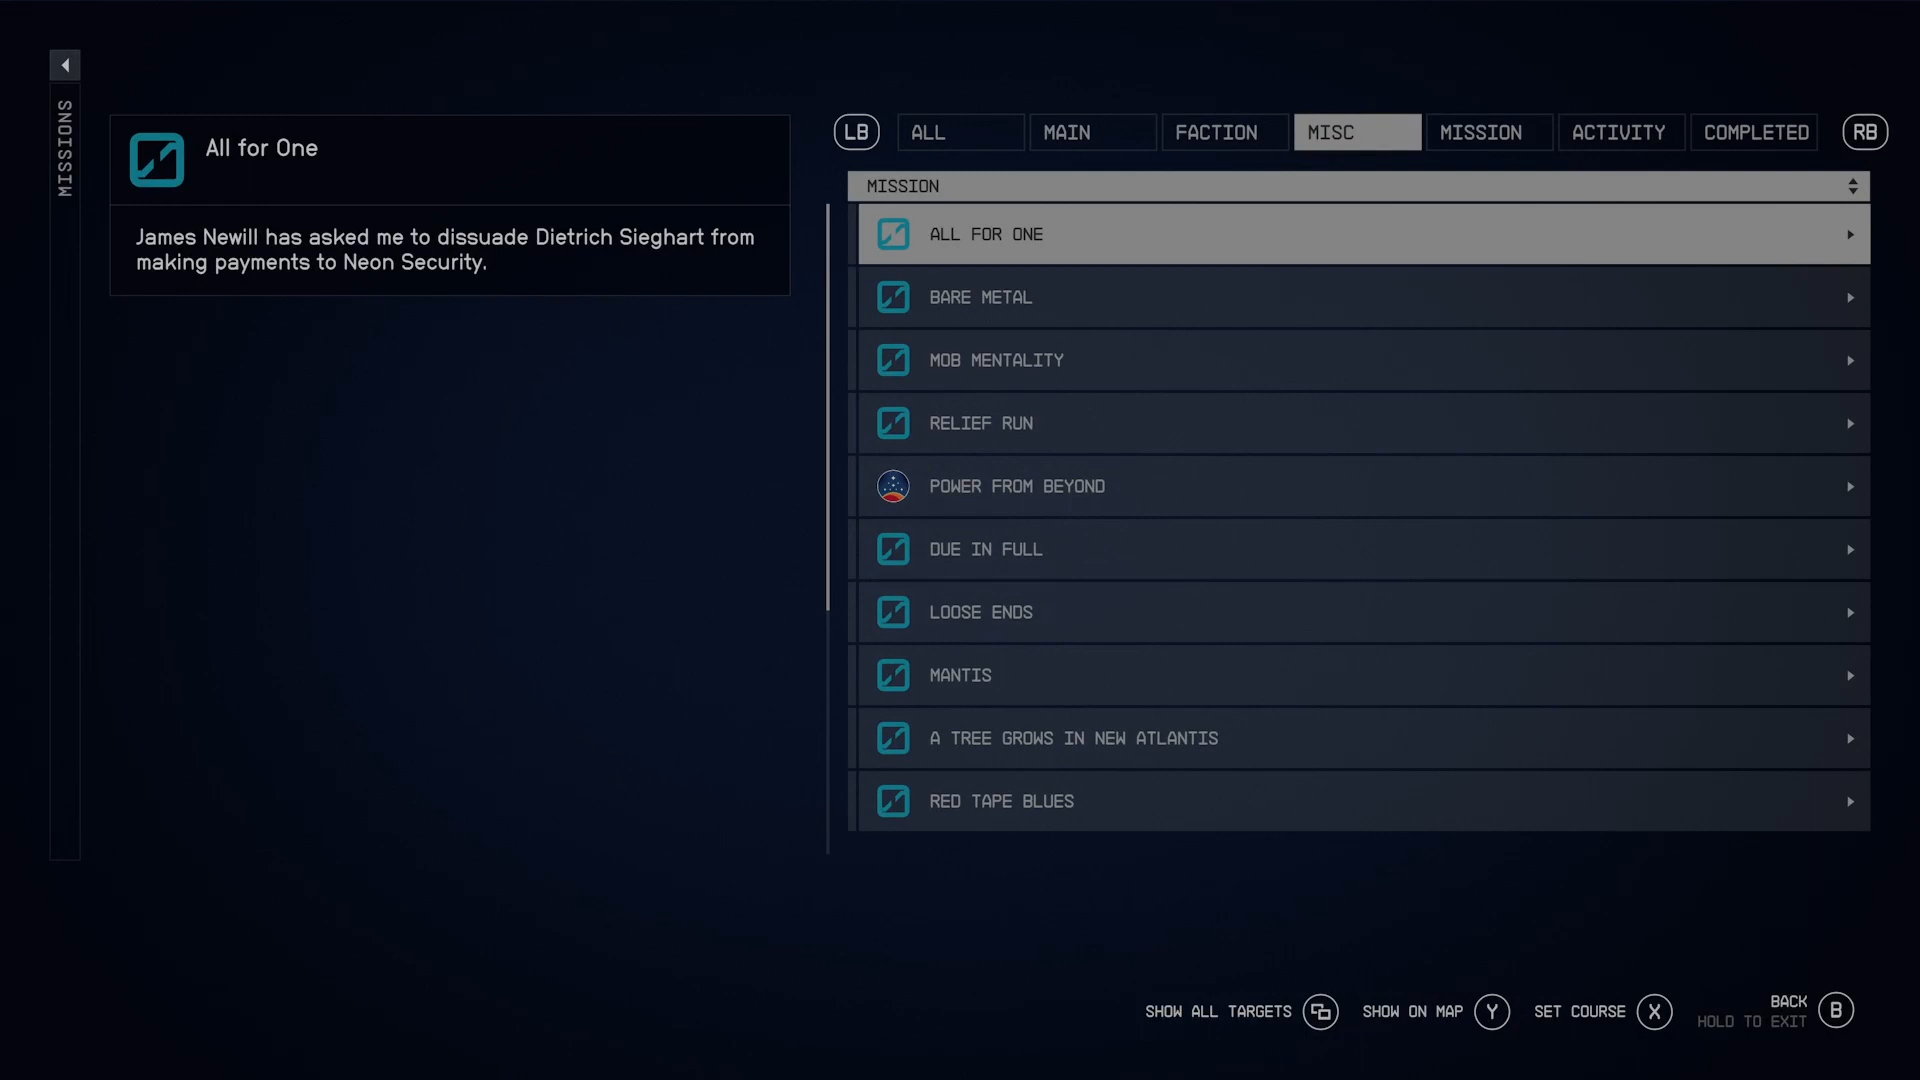 MISSIONS
All for One
James Newill has asked me to dissuade Dietrich Sieghart from
making payments to Neon Security.
LB ALL MAIN FACTION MISC MISSION ACTIVITY COMPLETED RB
MISSION
ALL FOR ONE
BARE METAL
MOB MENTALITY
RELIEF RUN
POWER FROM BEYOND
DUE IN FULL
LOOSE ENDS
MANTIS
A TREE GROWS IN NEW ATLANTIS
RED TAPE BLUES
SHOW ALL TARGETS SHOW ON MAP Y SET COURSE X BACK B
HOLD TO EXIT